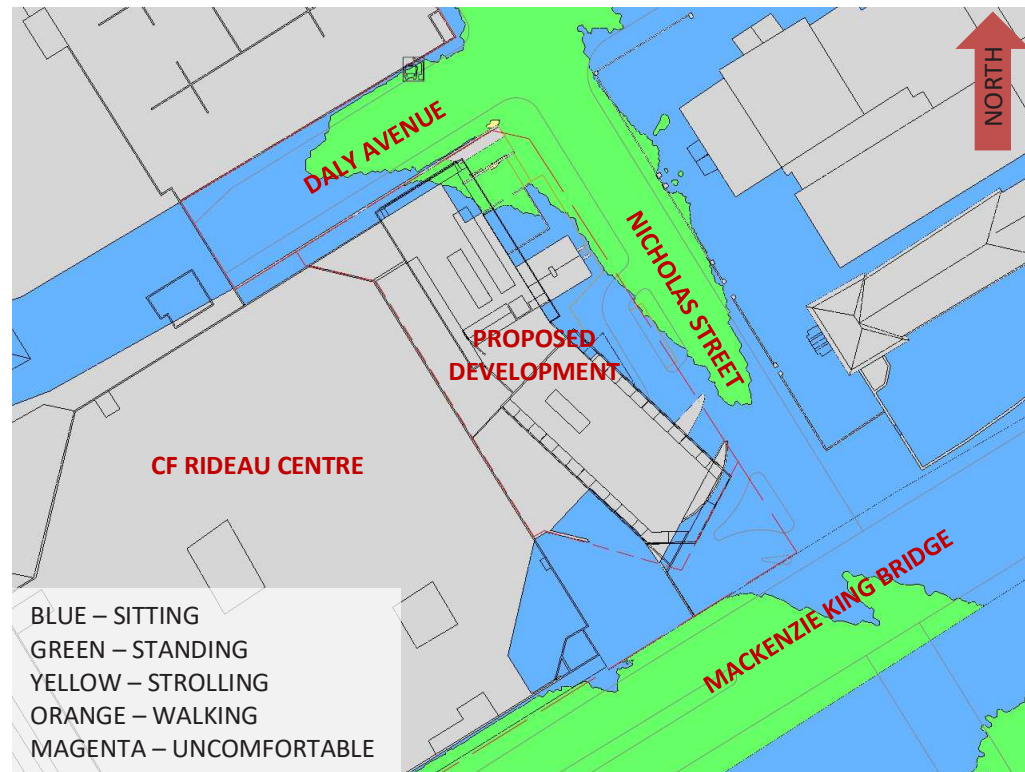 NORTH
DALY AVENUE
NICHOLAS STREET
PROPOSED
DEVELOPMENT
CF RIDEAU CENTRE
MACKENZIE KING BRIDGE
BLUE – SITTING
GREEN – STANDING
YELLOW – STROLLING
ORANGE – WALKING
MAGENTA – UNCOMFORTABLE